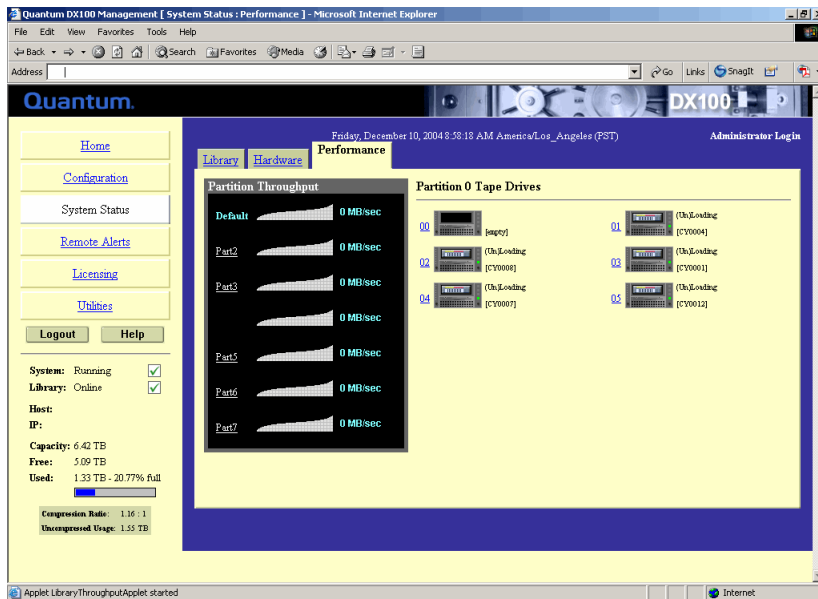 Quantum DX100 Management [ System Status : Performance ] - Microsoft Internet Explorer
File Edit View Favorites Tools Help
Back Search Favorites Media
Address Go Links SnagIt
Quantum. DX100
Friday, December 10, 2004 8:58:18 AM America/Los_Angeles (PST) Administrator Login
Home
Configuration
System Status
Remote Alerts
Licensing
Utilities
Logout Help
System: Running
Library: Online
Host:
IP:
Capacity: 6.42 TB
Free: 5.09 TB
Used: 1.33 TB - 20.77% full
Compression Ratio: 1.16 : 1
Uncompressed Usage: 1.55 TB
Library Hardware Performance
Partition Throughput
Default 0 MB/sec
Part2 0 MB/sec
Part3 0 MB/sec
0 MB/sec
Part5 0 MB/sec
Part6 0 MB/sec
Part7 0 MB/sec
Partition 0 Tape Drives
00 [empty]
01 (Un)Loading
[CY0004]
02 (Un)Loading
[CY0008]
03 (Un)Loading
[CY0001]
04 (Un)Loading
[CY0007]
05 (Un)Loading
[CY0012]
Applet LibraryThroughputApplet started Internet